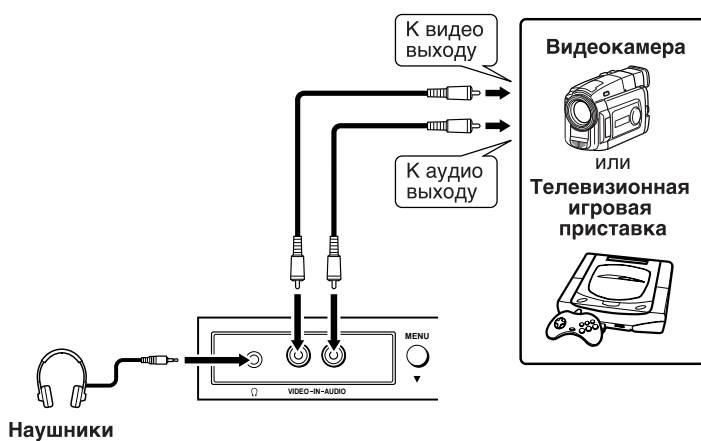 К видео
выходу
К аудио
выходу
Видеокамера
или
Телевизионная
игровая
приставка
MENU
VIDEO-IN-AUDIO
Наушники